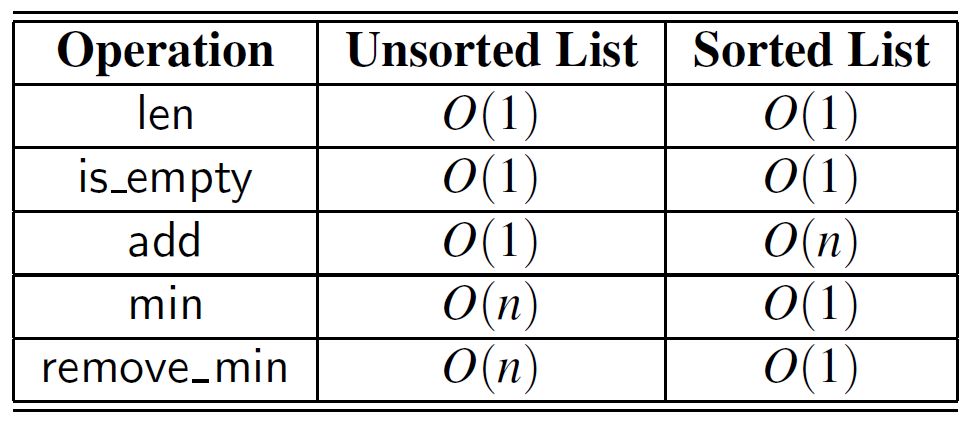 Operation Unsorted List Sorted List
len O(1) O(1)
is_empty O(1) O(1)
add O(1) O(n)
min O(n) O(1)
remove_min O(n) O(1)